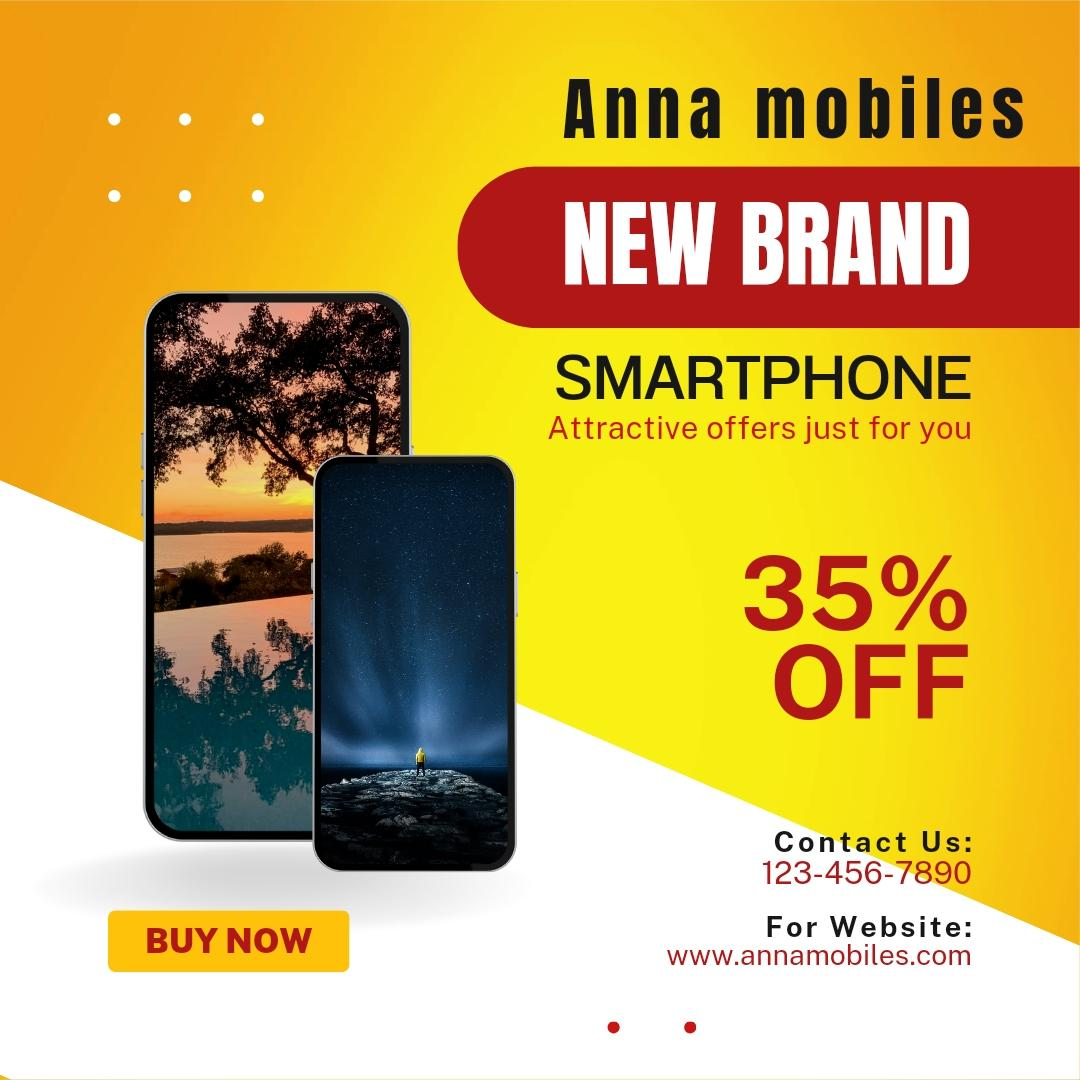 Anna mobiles
NEW BRAND
SMARTPHONE
Attractive offers just for you
35%
OFF
Contact Us:
123-456-7890
For Website:
www.annamobiles.com
BUY NOW